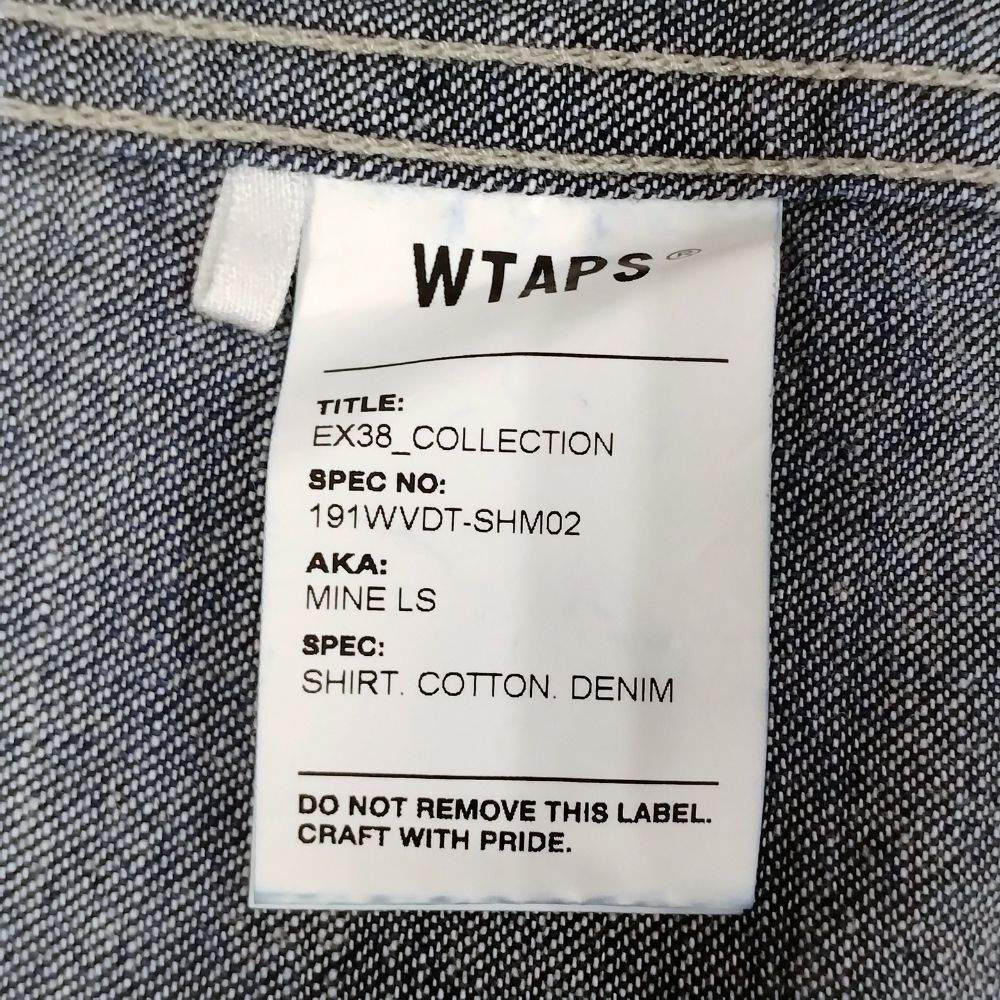 WTAPS®
TITLE:
EX38_COLLECTION
SPEC NO:
191WVDT-SHM02
AKA:
MINE LS
SPEC:
SHIRT. COTTON. DENIM
DO NOT REMOVE THIS LABEL.
CRAFT WITH PRIDE.